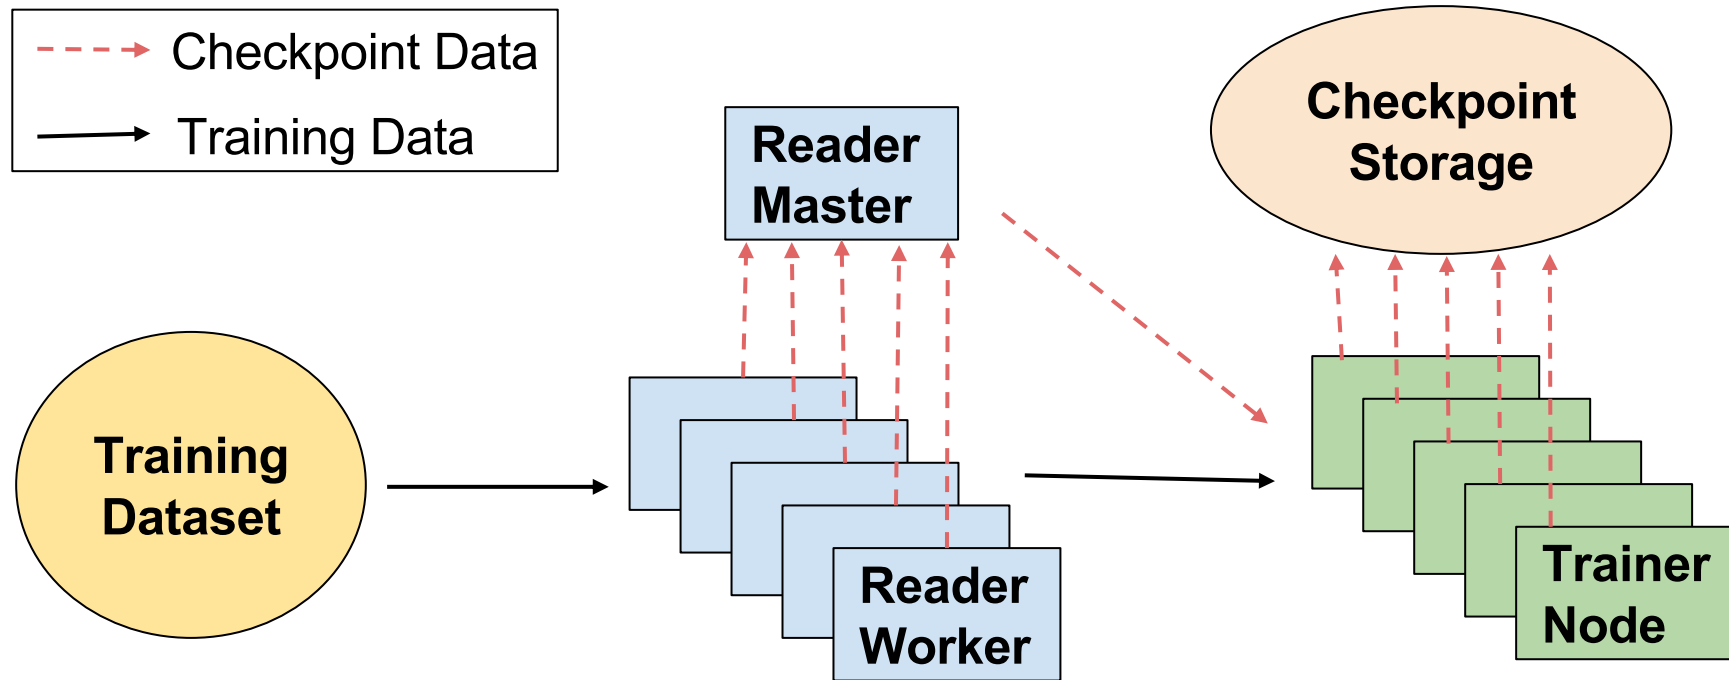 Checkpoint Data
Training Data
Reader
Master
Checkpoint
Storage
Training
Dataset
Reader
Worker
Trainer
Node